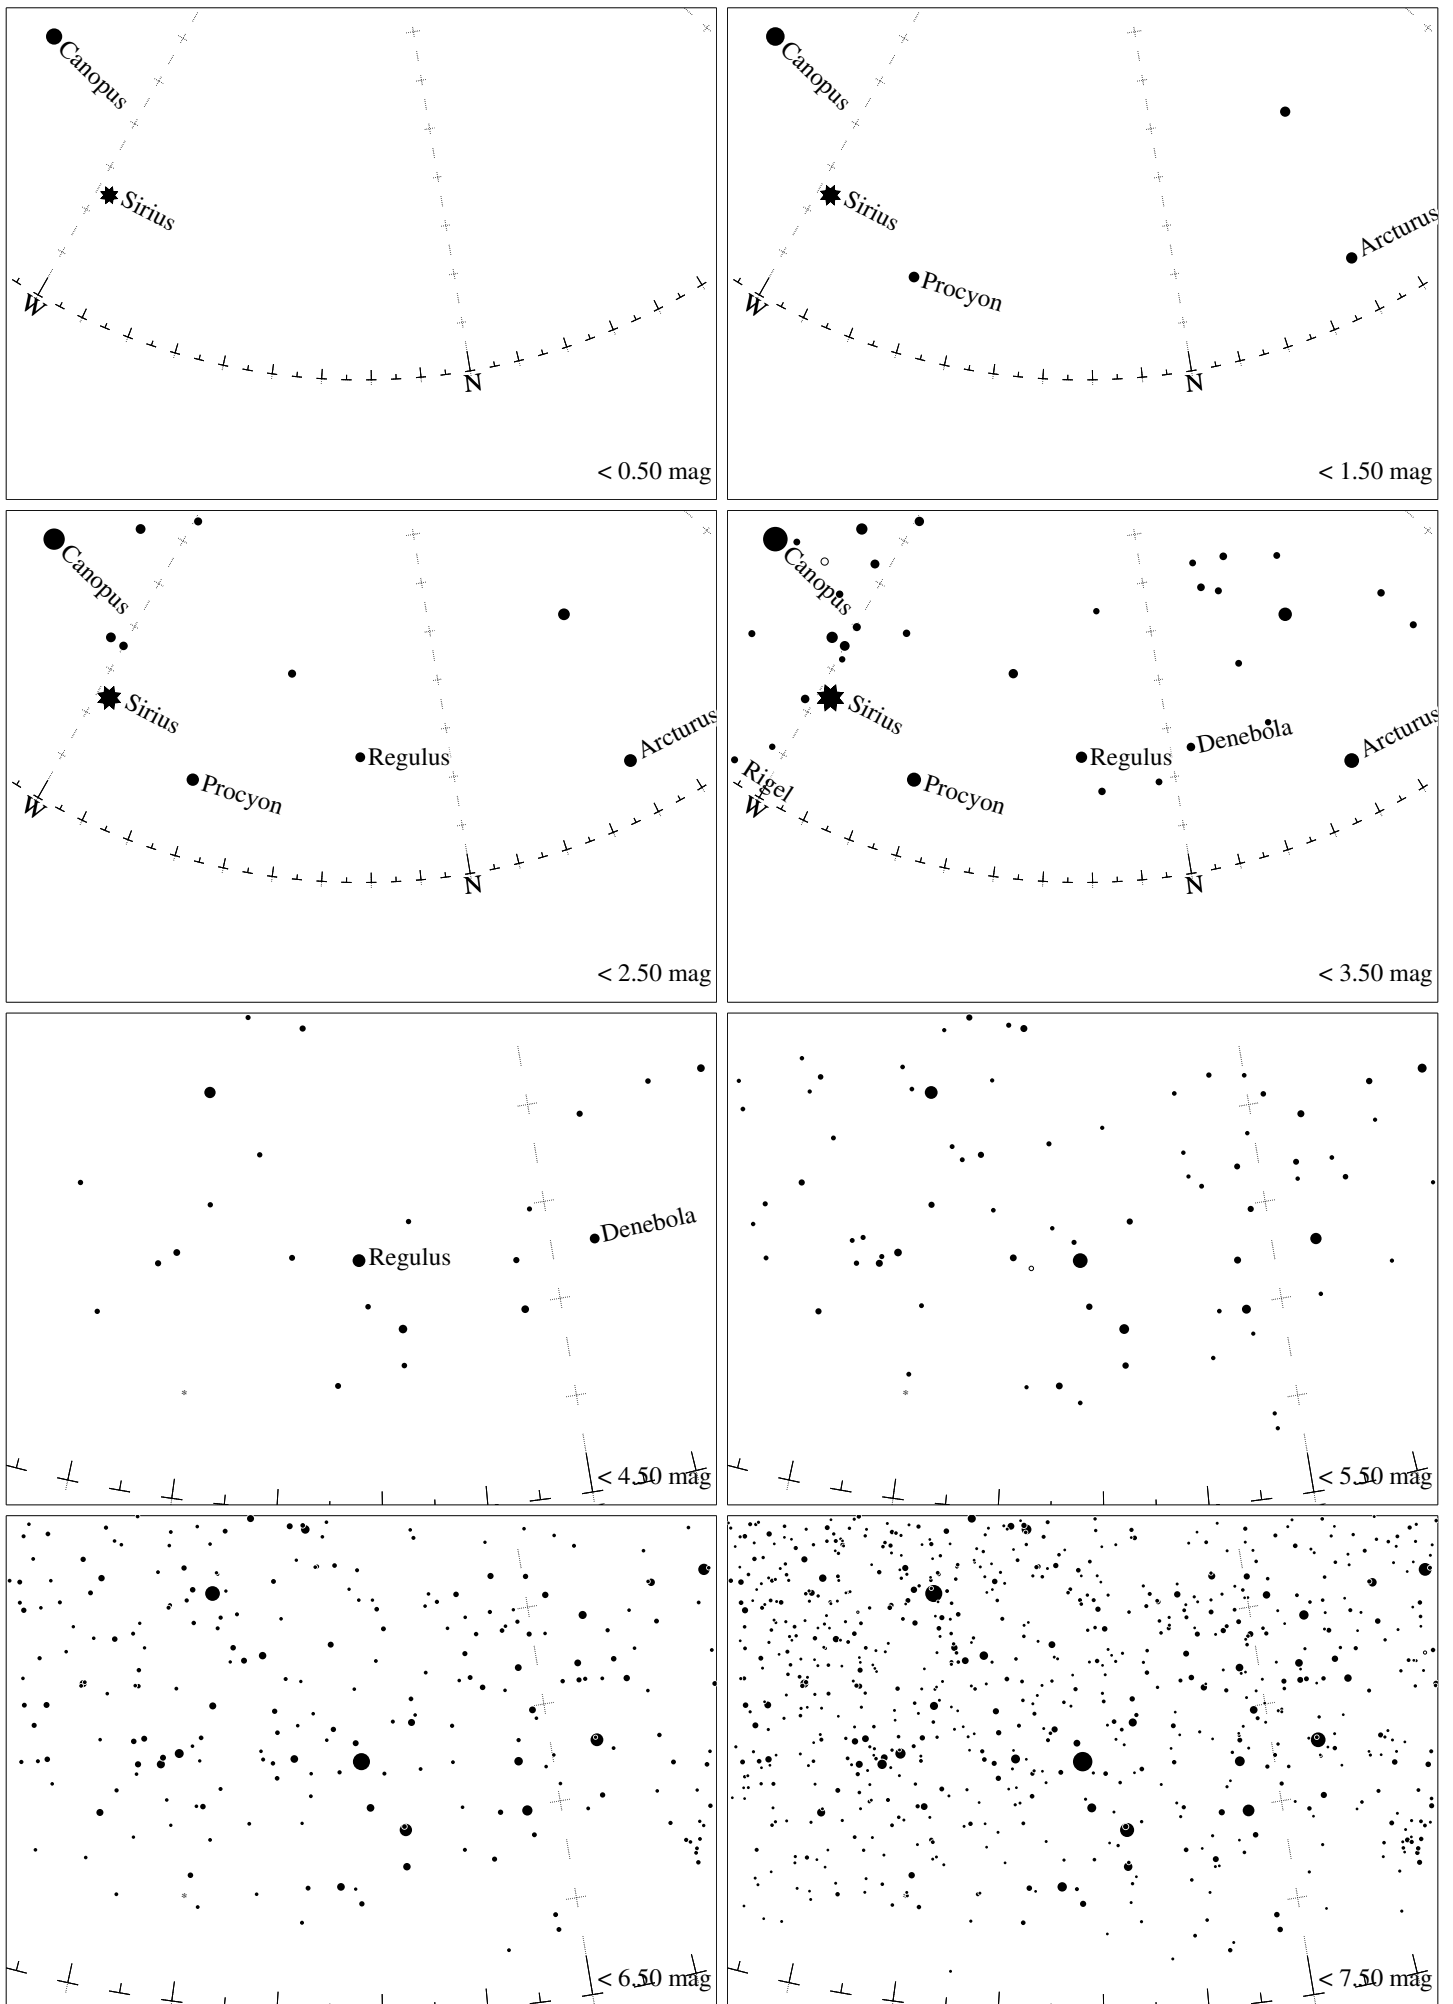 Canopus
Sirius
W
N
< 0.50 mag
Canopus
Sirius
Procyon
Arcturus
W
N
< 1.50 mag
Canopus
Sirius
Procyon
Regulus
Arcturus
W
N
< 2.50 mag
Canopus
Sirius
Rigel
Procyon
Regulus
Denebola
Arcturus
W
N
< 3.50 mag
Denebola
Regulus
< 4.50 mag
< 5.50 mag
< 6.50 mag
< 7.50 mag